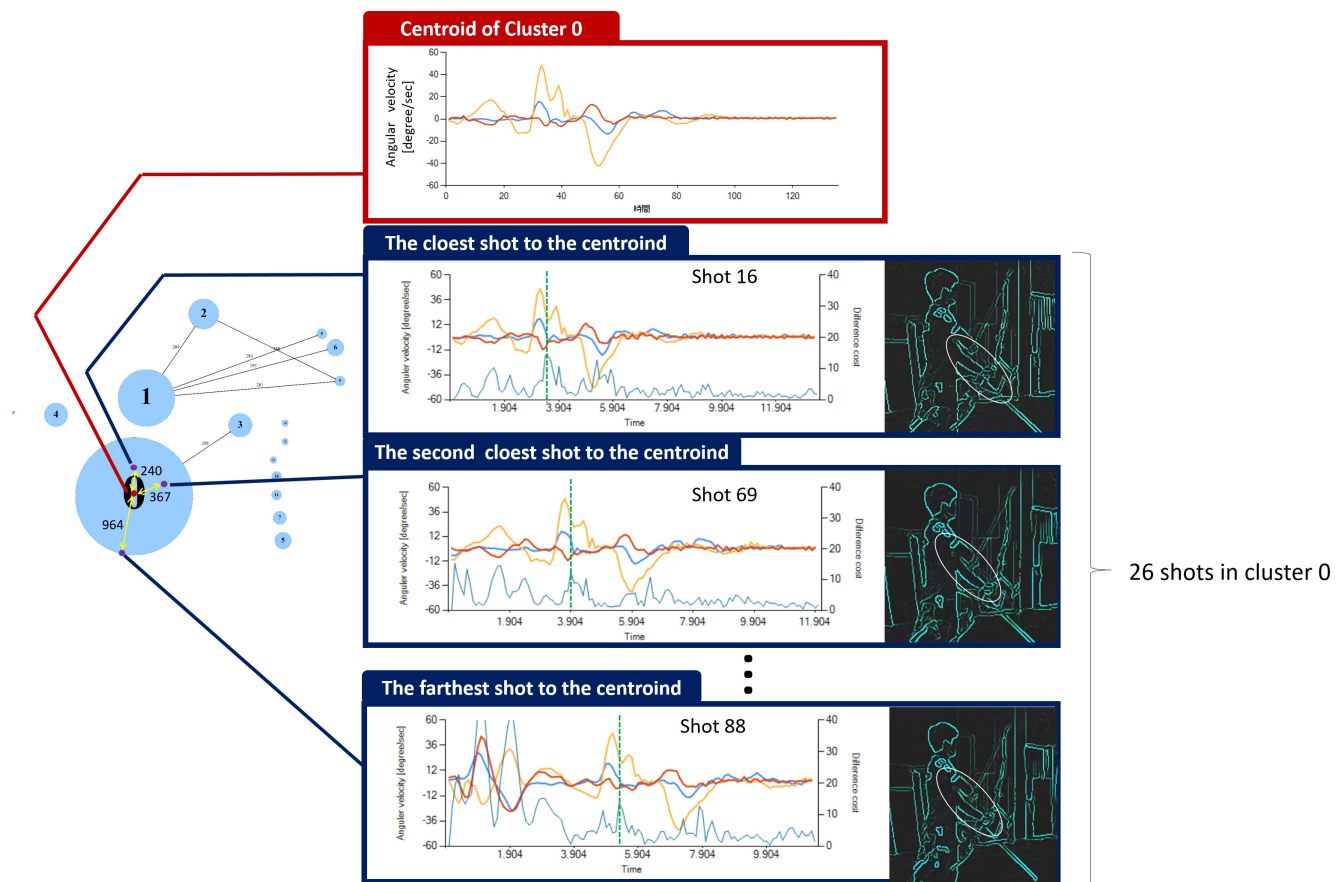 Centroid of Cluster 0
Angular velocity
[degree/sec]
60
40
20
0
-20
-40
-60
0 20 40 60 80 100 120
時間
The cloest shot to the centroind
Shot 16
Anguler velocity [degree/sec]
60
36
12
-12
-36
-60
40
30
20
10
0
Difference cost
1.904 3.904 5.904 7.904 9.904 11.904
Time
The second cloest shot to the centroind
Shot 69
Anguler velocity [degree/sec]
60
36
12
-12
-36
-60
40
30
20
10
0
Difference cost
1.904 3.904 5.904 7.904 9.904 11.904
Time
The farthest shot to the centroind
Shot 88
Anguler velocity [degree/sec]
60
36
12
-12
-36
-60
40
30
20
10
0
Difference cost
1.904 3.904 5.904 7.904 9.904
Time
26 shots in cluster 0
2
6
1
4
3
0
5
7
240
367
964